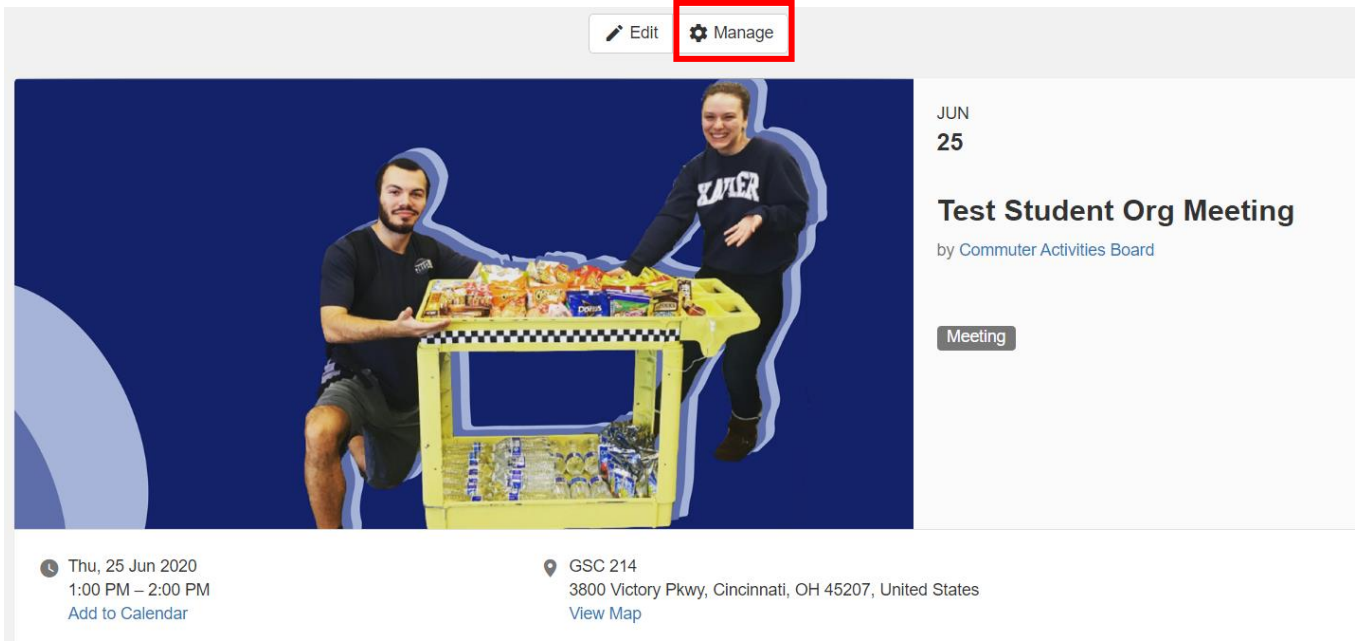 Edit
Manage
XAVIER
JUN
25
Test Student Org Meeting
by Commuter Activities Board
Meeting
Doritos
Thu, 25 Jun 2020
1:00 PM – 2:00 PM
Add to Calendar
GSC 214
3800 Victory Pkwy, Cincinnati, OH 45207, United States
View Map